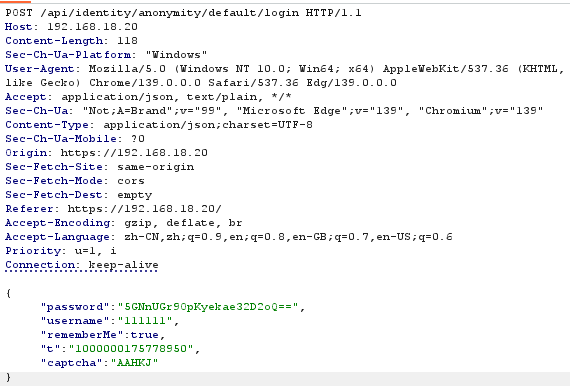 POST /api/identity/anonymity/default/login HTTP/1.1
Host: 192.168.18.20
Content-Length: 118
Sec-Ch-Ua-Platform: "Windows"
User-Agent: Mozilla/5.0 (Windows NT 10.0; Win64; x64) AppleWebKit/537.36 (KHTML,
like Gecko) Chrome/139.0.0.0 Safari/537.36 Edg/139.0.0.0
Accept: application/json, text/plain, */*
Sec-Ch-Ua: "Not;A=Brand";v="99", "Microsoft Edge";v="139", "Chromium";v="139"
Content-Type: application/json;charset=UTF-8
Sec-Ch-Ua-Mobile: ?0
Origin: https://192.168.18.20
Sec-Fetch-Site: same-origin
Sec-Fetch-Mode: cors
Sec-Fetch-Dest: empty
Referer: https://192.168.18.20/
Accept-Encoding: gzip, deflate, br
Accept-Language: zh-CN,zh;q=0.9,en;q=0.8,en-GB;q=0.7,en-US;q=0.6
Priority: u=1, i
Connection: keep-alive
{
"password":"5GNnUGr90pKyekae32D2oQ==",
"username":"111111",
"rememberMe":true,
"t":"1000000175778950",
"captcha":"AAHKJ"
}